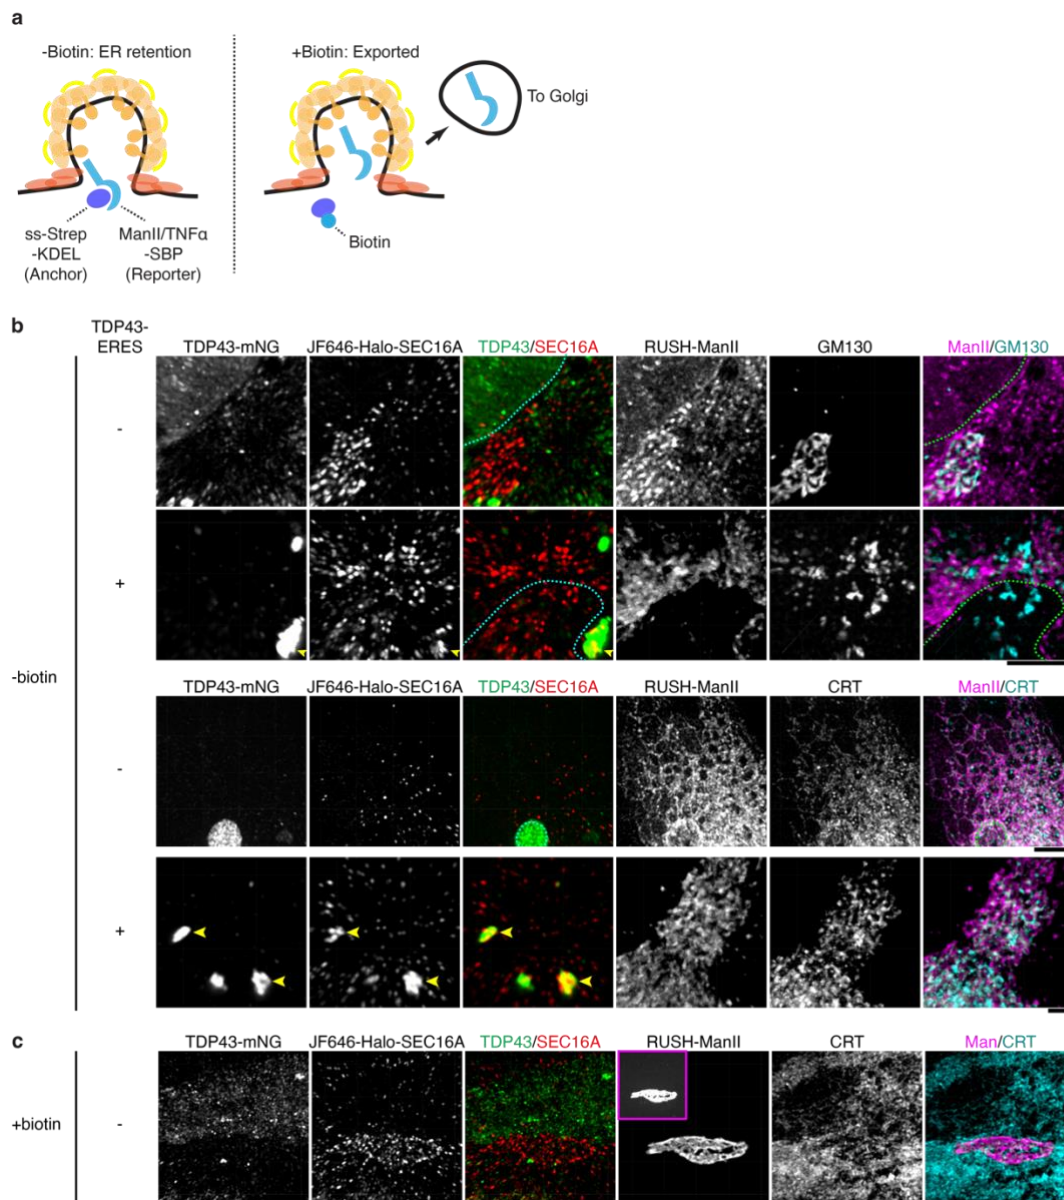 a
-Biotin: ER retention
+Biotin: Exported
To Golgi
ss-Strep
-KDEL
(Anchor)
ManII/TNFα
-SBP
(Reporter)
Biotin
b
TDP43-
ERES
TDP43-mNG
JF646-Halo-SEC16A
TDP43/SEC16A
RUSH-ManII
GM130
ManII/GM130
-
+
-biotin
TDP43-mNG
JF646-Halo-SEC16A
TDP43/SEC16A
RUSH-ManII
CRT
ManII/CRT
-
+
c
TDP43-mNG
JF646-Halo-SEC16A
TDP43/SEC16A
RUSH-ManII
CRT
Man/CRT
+biotin
-